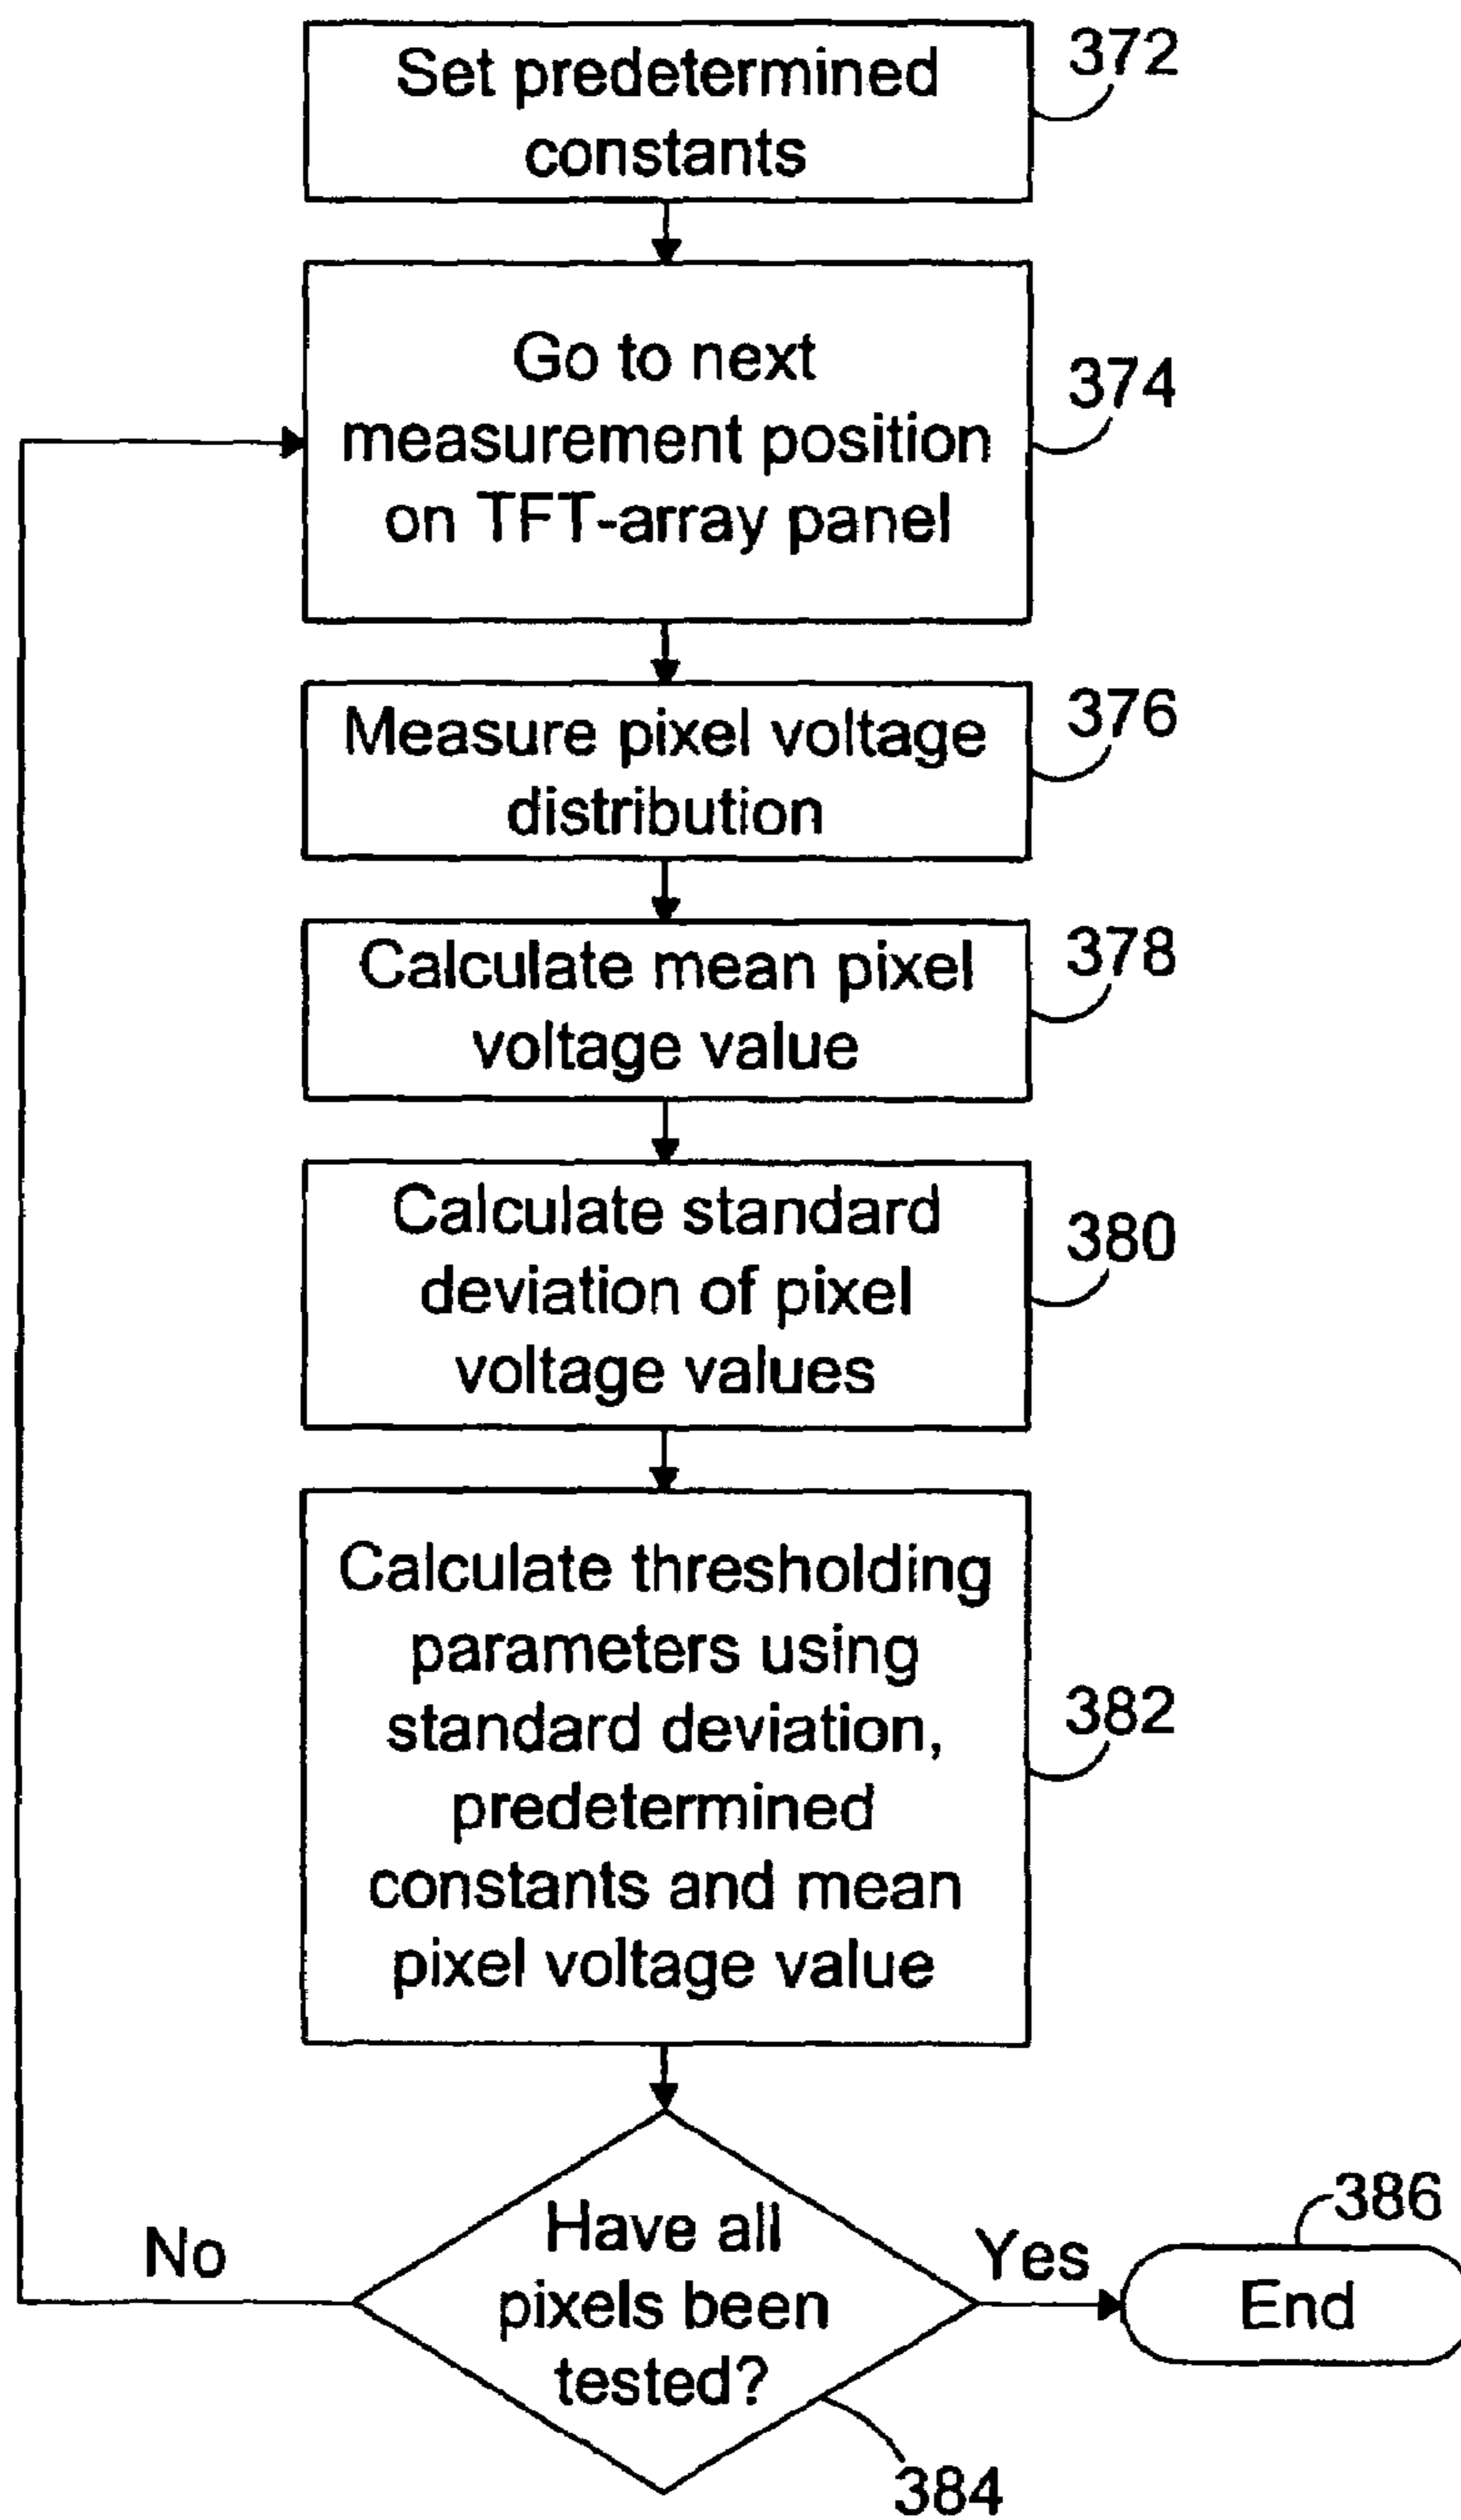 Set predetermined
constants
372
Go to next
measurement position
on TFT-array panel
374
Measure pixel voltage
distribution
376
Calculate mean pixel
voltage value
378
Calculate standard
deviation of pixel
voltage values
380
Calculate thresholding
parameters using
standard deviation,
predetermined
constants and mean
pixel voltage value
382
Have all
pixels been
tested?
384
No
Yes
End
386